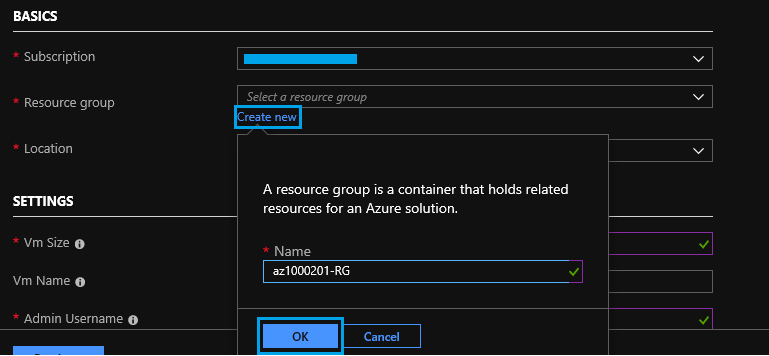 BASICS
* Subscription
* Resource group
Select a resource group
Create new
* Location
A resource group is a container that holds related
resources for an Azure solution.
* Name
az1000201-RG
OK
Cancel
SETTINGS
* Vm Size
Vm Name
* Admin Username